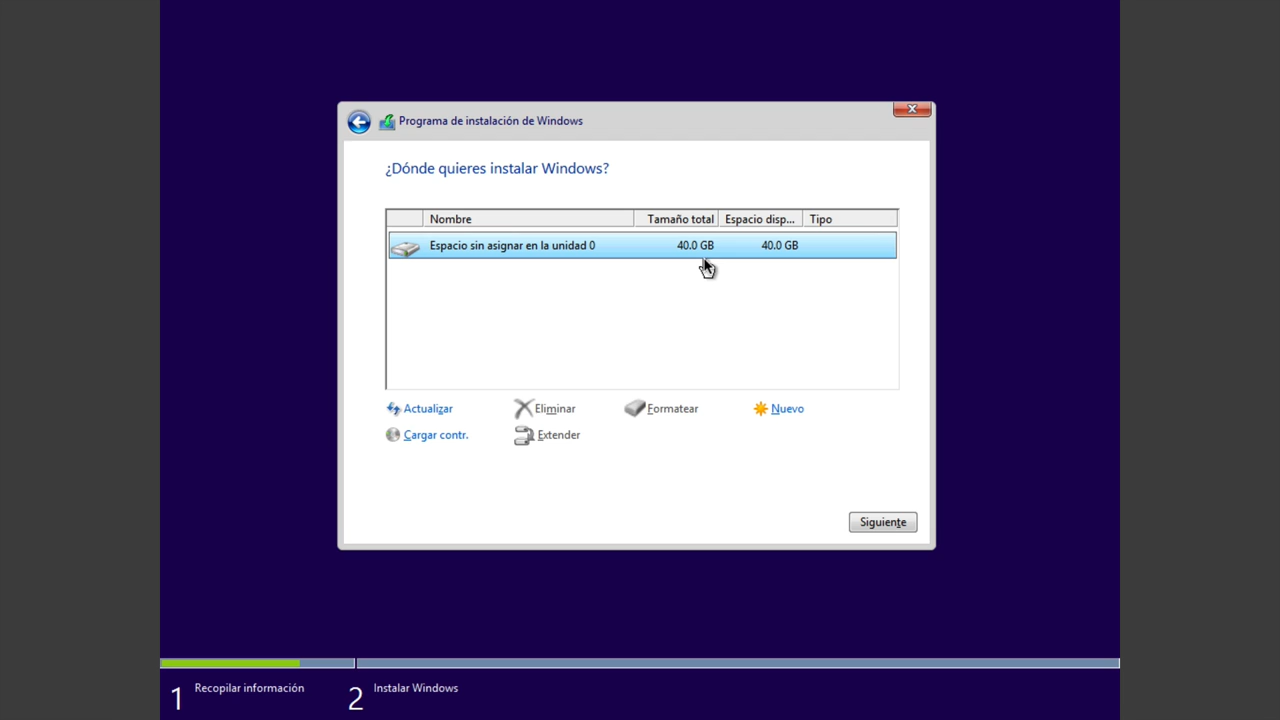 Programa de instalación de Windows
¿Dónde quieres instalar Windows?
Nombre Tamaño total Espacio disp... Tipo
Espacio sin asignar en la unidad 0 40.0 GB 40.0 GB
Actualizar Eliminar Formatear Nuevo
Cargar contr. Extender
Siguiente
1 Recopilar información 2 Instalar Windows